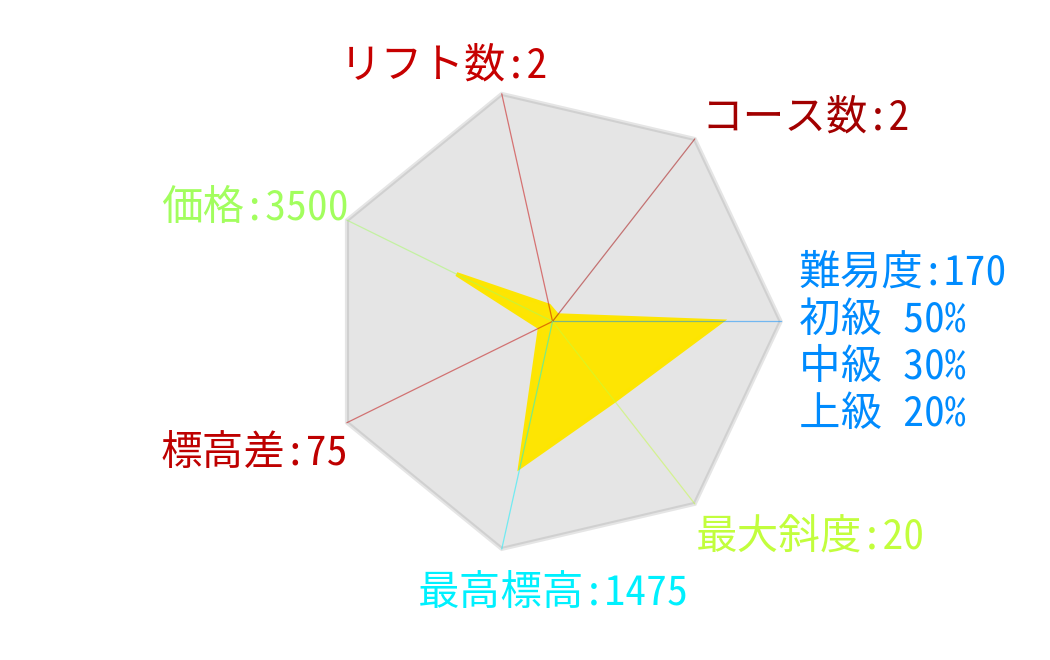 リフト数:2
コース数:2
価格:3500
難易度:170
初級 50%
中級 30%
上級 20%
標高差:75
最大斜度:20
最高標高:1475